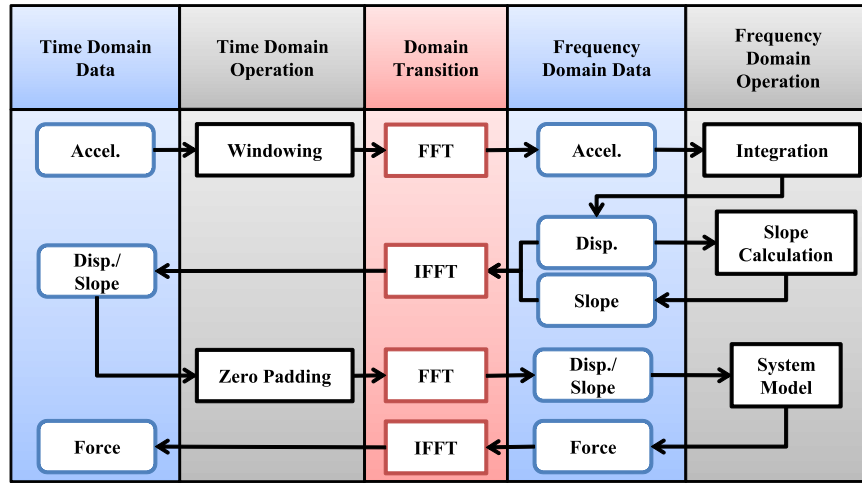 Time Domain
Data
Time Domain
Operation
Domain
Transition
Frequency
Domain Data
Frequency
Domain
Operation
Accel.
Windowing
FFT
Accel.
Integration
Disp./
Slope
IFFT
Disp.
Slope
Slope
Calculation
Zero Padding
FFT
Disp./
Slope
System
Model
Force
IFFT
Force